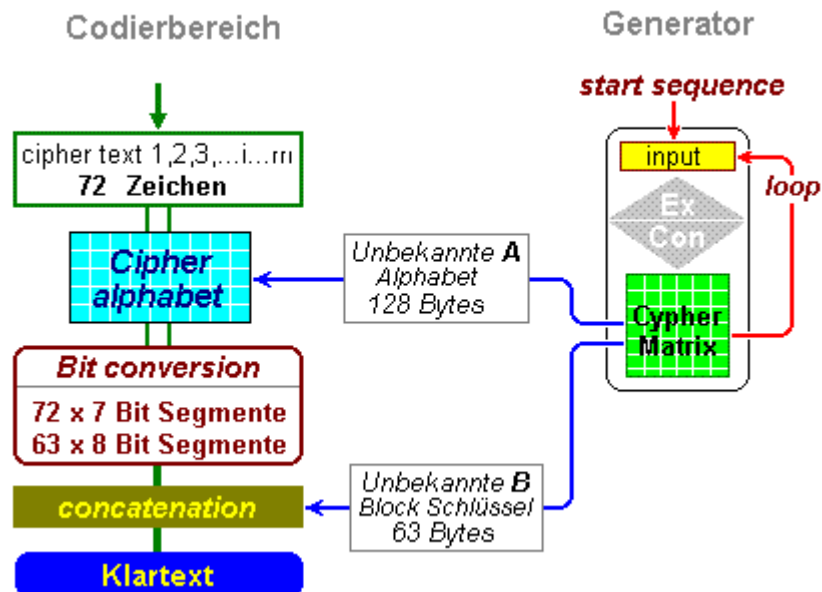 Codierbereich
Generator
start sequence
cipher text 1,2,3,...i...m
72 Zeichen
input
loop
Ex
Con
Cipher
alphabet
Unbekannte A
Alphabet
128 Bytes
Cypher
Matrix
Bit conversion
72 x 7 Bit Segmente
63 x 8 Bit Segmente
Unbekannte B
Block Schlüssel
63 Bytes
concatenation
Klartext